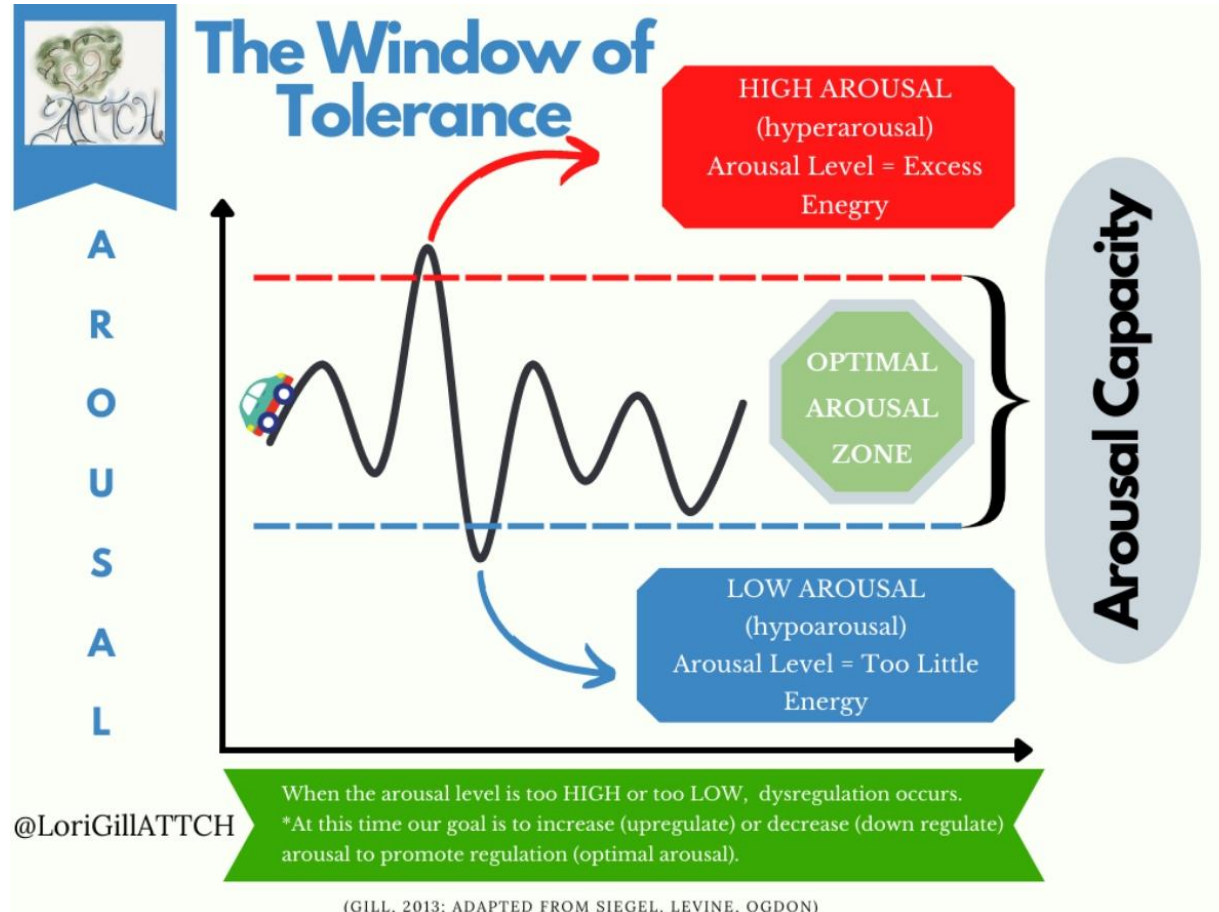 ATTCH
The Window of
Tolerance
HIGH AROUSAL
(hyperarousal)
Arousal Level = Excess
Enegry
A
R
O
U
S
A
L
OPTIMAL
AROUSAL
ZONE
Arousal Capacity
LOW AROUSAL
(hypoarousal)
Arousal Level = Too Little
Energy
@LoriGillATTCH
When the arousal level is too HIGH or too LOW, dysregulation occurs.
*At this time our goal is to increase (upregulate) or decrease (down regulate)
arousal to promote regulation (optimal arousal).
(GILL, 2013; ADAPTED FROM SIEGEL, LEVINE, OGDON)